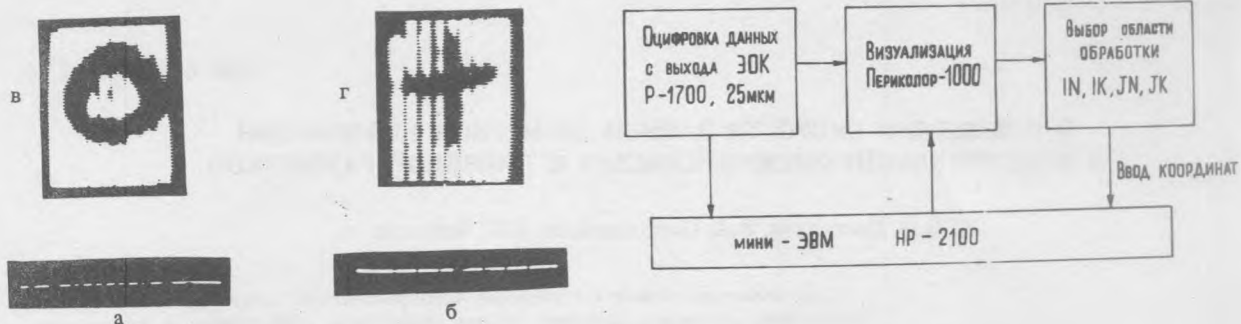 в
г
а
б
Оцифровка данных
с выхода ЭОК
Р-1700, 25мкм
Визуализация
Периколор-1000
Выбор области
обработки
IN, IK, JN, JK
Ввод координат
мини - ЭВМ HP - 2100